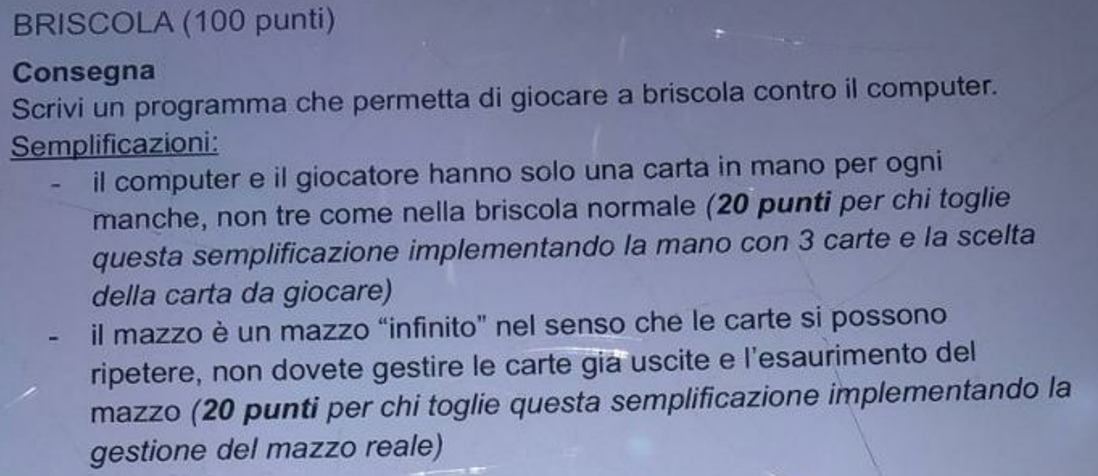 BRISCOLA (100 punti)
Consegna
Scrivi un programma che permetta di giocare a briscola contro il computer.
Semplificazioni:
- il computer e il giocatore hanno solo una carta in mano per ogni
manche, non tre come nella briscola normale (20 punti per chi toglie
questa semplificazione implementando la mano con 3 carte e la scelta
della carta da giocare)
- il mazzo è un mazzo “infinito” nel senso che le carte si possono
ripetere, non dovete gestire le carte già uscite e l’esaurimento del
mazzo (20 punti per chi toglie questa semplificazione implementando la
gestione del mazzo reale)